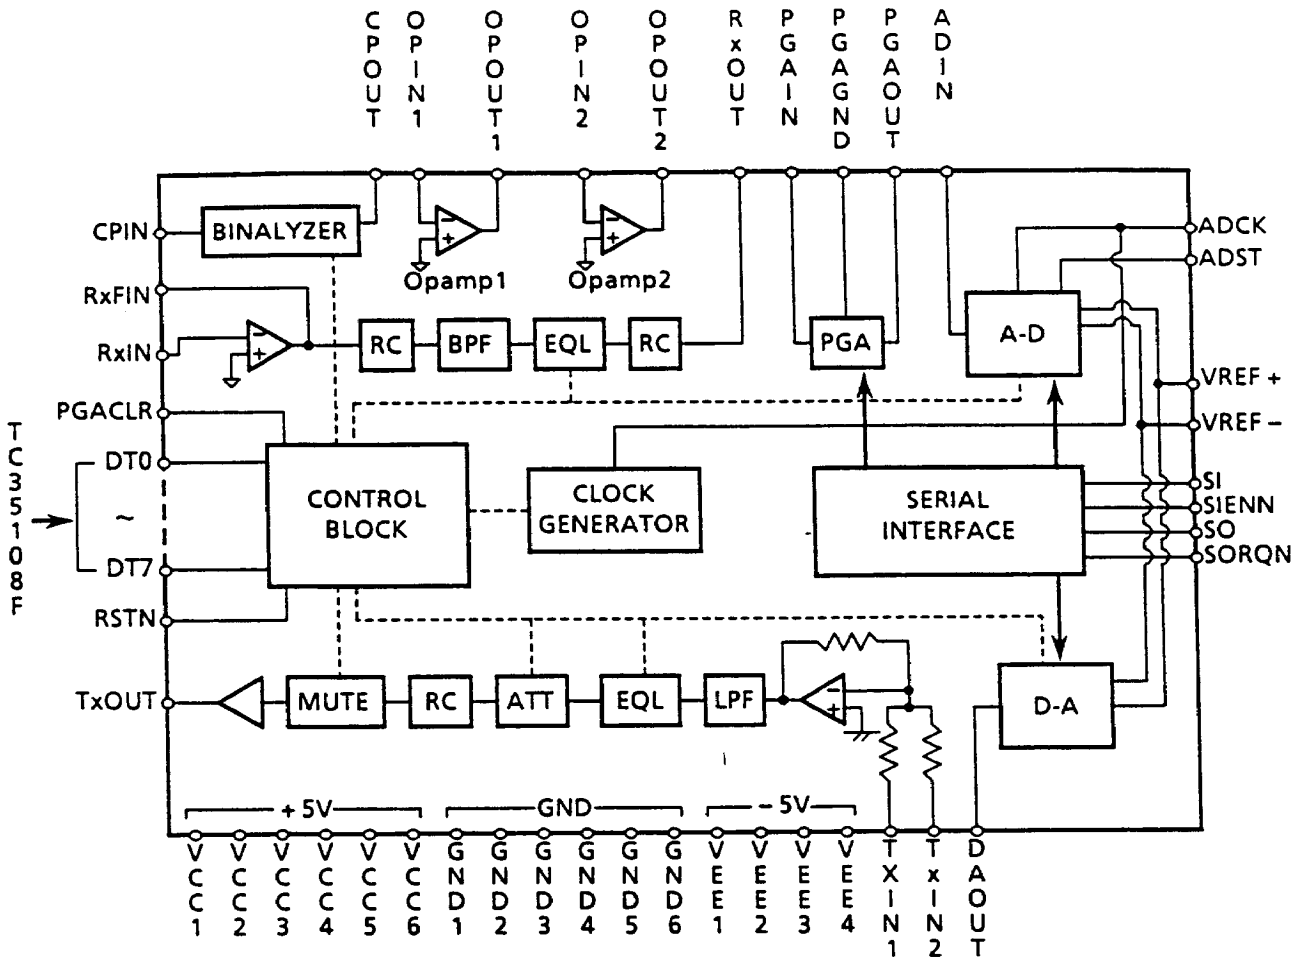 CPOUT
OPIN1
OPOUT1
OPIN2
OPOUT2
RxOUT
PGAIN
PGAGND
PGAOUT
ADIN
CPIN
BINALYZER
ADCK
ADST
- +
Opamp1
- +
Opamp2
RxFIN
RxIN
- +
RC
BPF
EQL
RC
PGA
A-D
VREF +
VREF -
PGACLR
TC35108F
DT0
~
DT7
RSTN
CONTROL
BLOCK
CLOCK
GENERATOR
SERIAL
INTERFACE
SI
SIENN
SO
SORQN
TxOUT
MUTE
RC
ATT
EQL
LPF
- +
D-A
+5V
GND
-5V
VCC1
VCC2
VCC3
VCC4
VCC5
VCC6
GND1
GND2
GND3
GND4
GND5
GND6
VEE1
VEE2
VEE3
VEE4
TXIN1
TxIN2
DAOUT